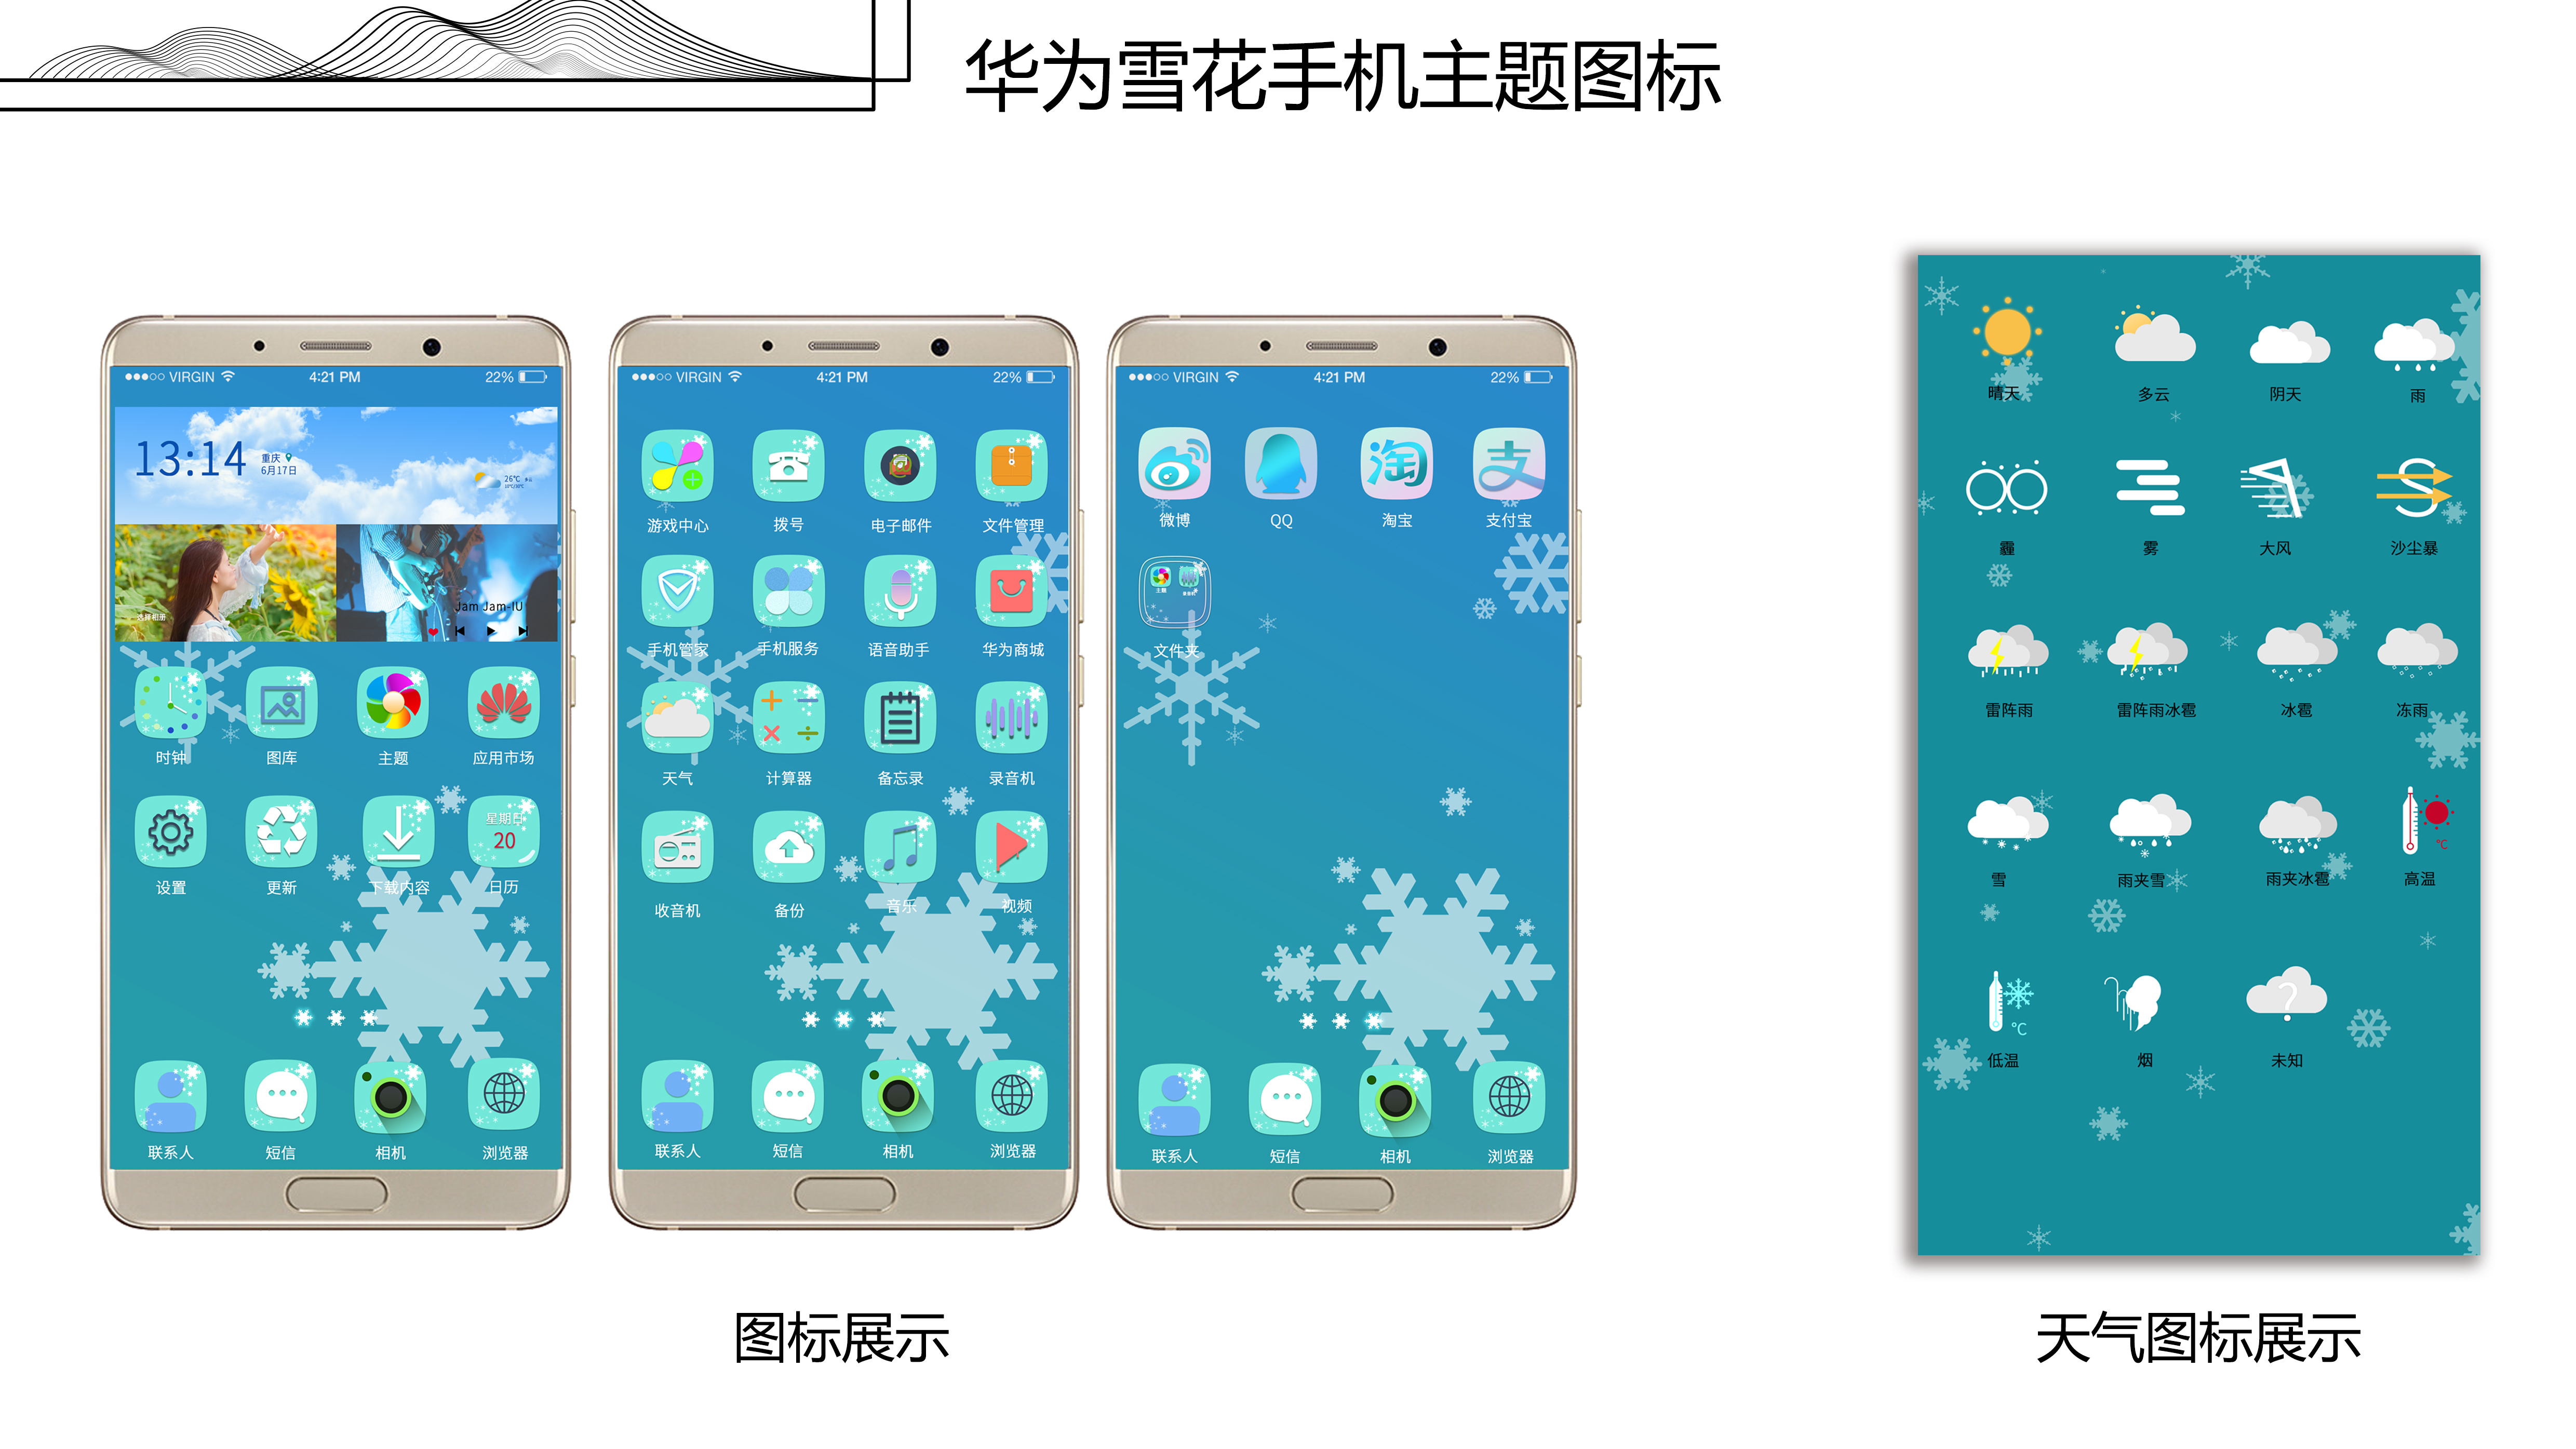 华为雪花手机主题图标
VIRGIN 4:21 PM 22%
13:14
重庆
6月17日
26°C
选择相册
Jam Jam-IU
时钟 图库 主题 应用市场
星期日
20
设置 更新 下载内容 日历
联系人 短信 相机 浏览器
VIRGIN 4:21 PM 22%
游戏中心 拨号 电子邮件 文件管理
手机管家 手机服务 语音助手 华为商城
天气 计算器 备忘录 录音机
收音机 备份 音乐 视频
联系人 短信 相机 浏览器
VIRGIN 4:21 PM 22%
微博 QQ 淘宝 支付宝
主题
文件夹
联系人 短信 相机 浏览器
晴天 多云 阴天 雨
霾 雾 大风 沙尘暴
雷阵雨 雷阵雨冰雹 冰雹 冻雨
°C
雪 雨夹雪 雨夹冰雹 高温
°C
低温 烟 未知
图标展示
天气图标展示